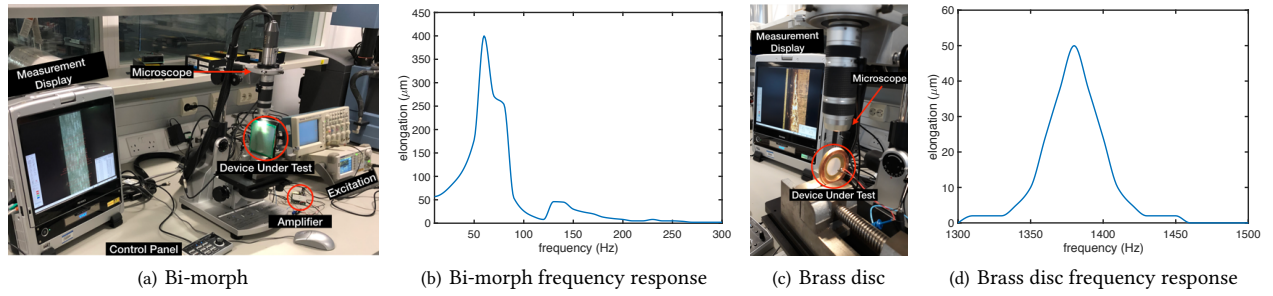 Measurement
Display
Microscope
Device Under Test
Excitation
Amplifier
Control Panel
(a) Bi-morph
450
400
350
300
250
200
150
100
50
0
elongation (μm)
50
100
150
200
250
300
frequency (Hz)
(b) Bi-morph frequency response
Measurement
Display
Microscope
Device Under Test
(c) Brass disc
60
50
40
30
20
10
0
elongation (μm)
1300
1350
1400
1450
1500
frequency (Hz)
(d) Brass disc frequency response